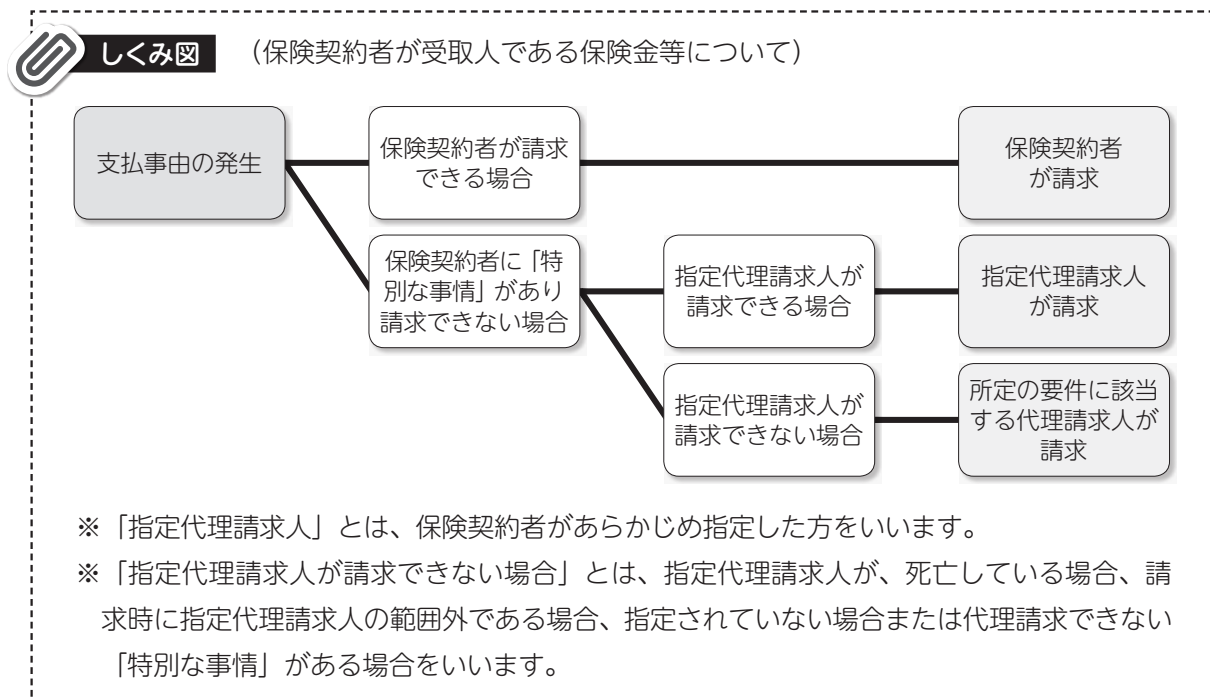 しくみ図 (保険契約者が受取人である保険金等について)
支払事由の発生
保険契約者が請求
できる場合
保険契約者
が請求
保険契約者に「特
別な事情」があり
請求できない場合
指定代理請求人が
請求できる場合
指定代理請求人
が請求
指定代理請求人が
請求できない場合
所定の要件に該当
する代理請求人が
請求
※「指定代理請求人」とは、保険契約者があらかじめ指定した方をいいます。
※「指定代理請求人が請求できない場合」とは、指定代理請求人が、死亡している場合、請
求時に指定代理請求人の範囲外である場合、指定されていない場合または代理請求できない
「特別な事情」がある場合をいいます。